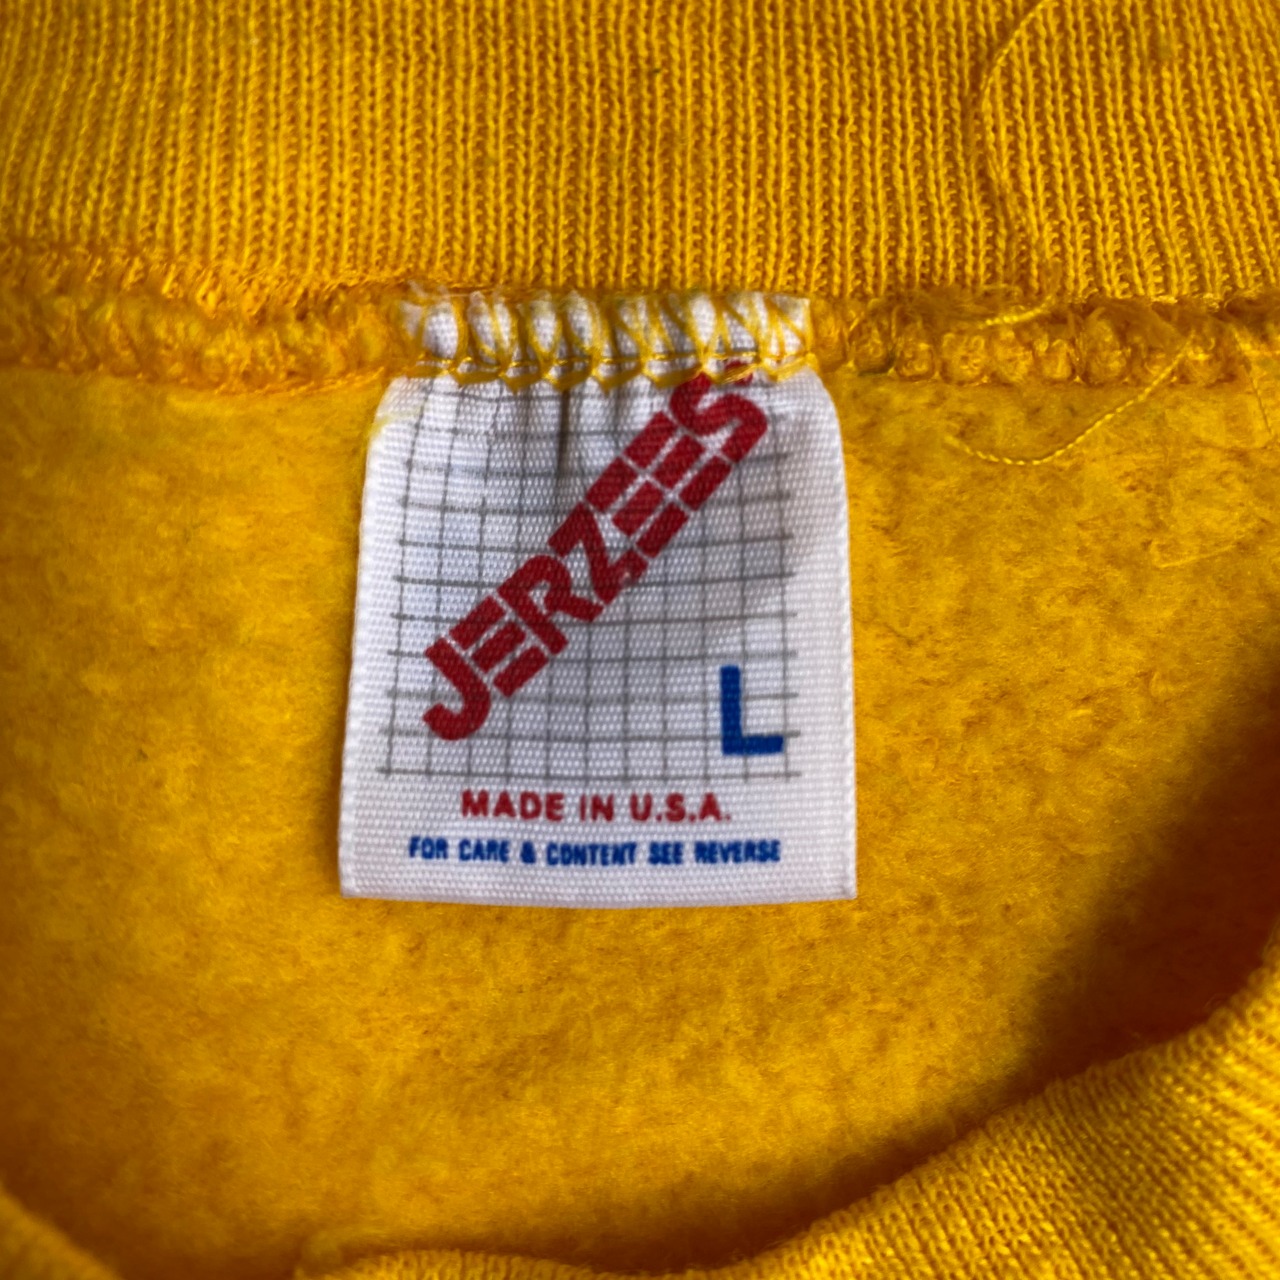 JERZEES
L
MADE IN U.S.A.
FOR CARE & CONTENT SEE REVERSE